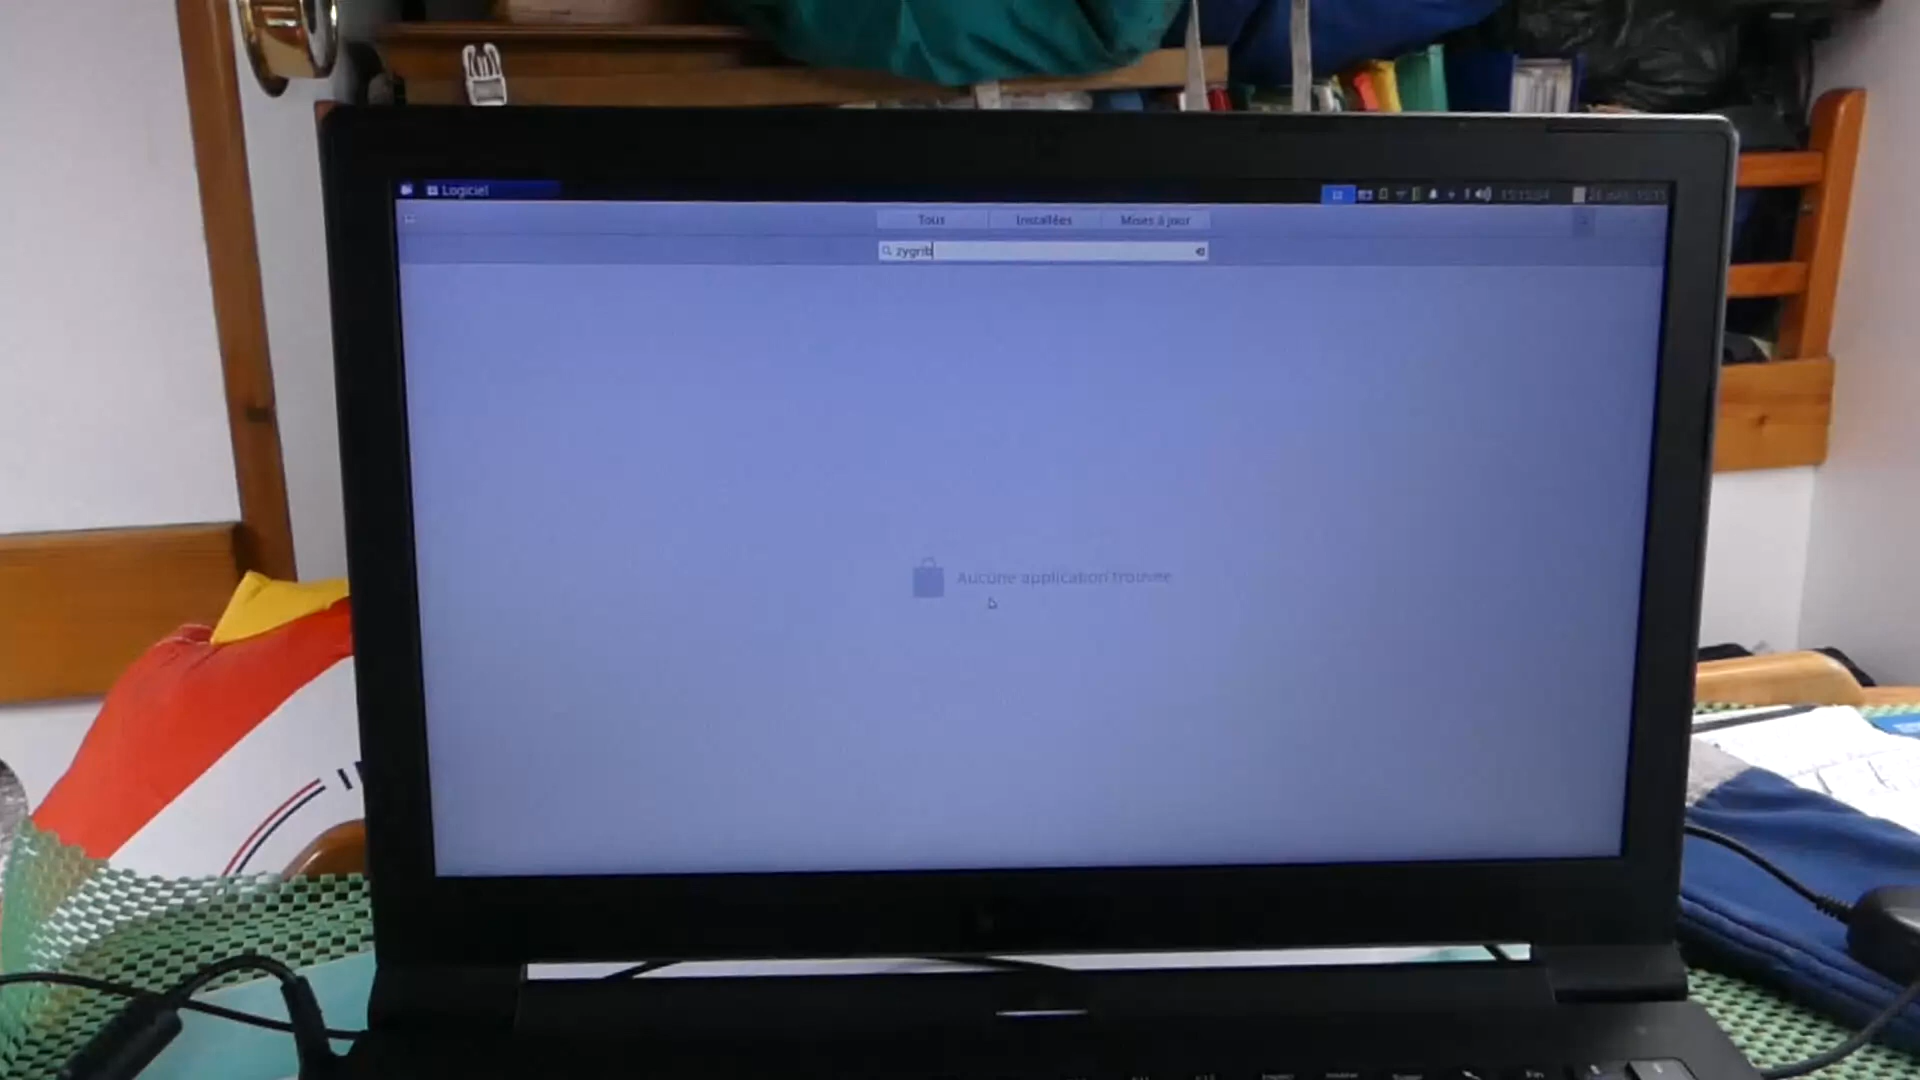 Logiciel
Tous
Installées
Mises à jour
zygrib
Aucune application trouvée